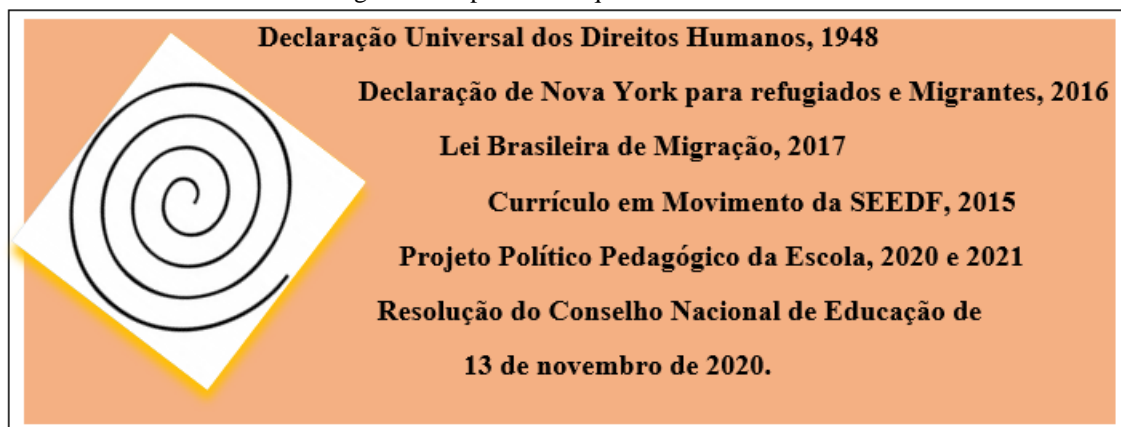 Declaração Universal dos Direitos Humanos, 1948
Declaração de Nova York para refugiados e Migrantes, 2016
Lei Brasileira de Migração, 2017
Currículo em Movimento da SEEDF, 2015
Projeto Político Pedagógico da Escola, 2020 e 2021
Resolução do Conselho Nacional de Educação de
13 de novembro de 2020.